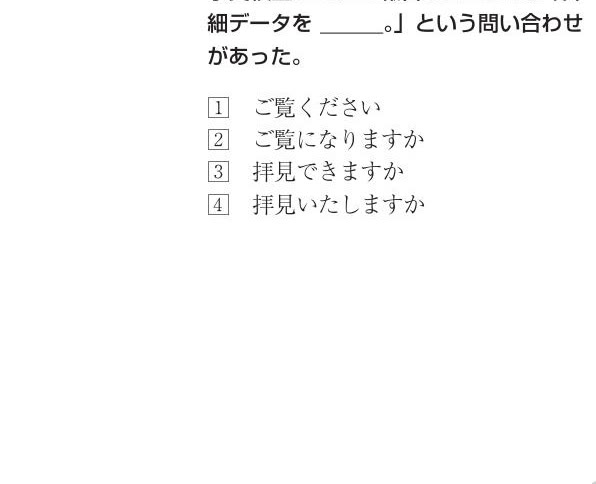 細データを ______。」という問い合わせ
があった。
1 ご覧ください
2 ご覧になりますか
3 拝見できますか
4 拝見いたしますか